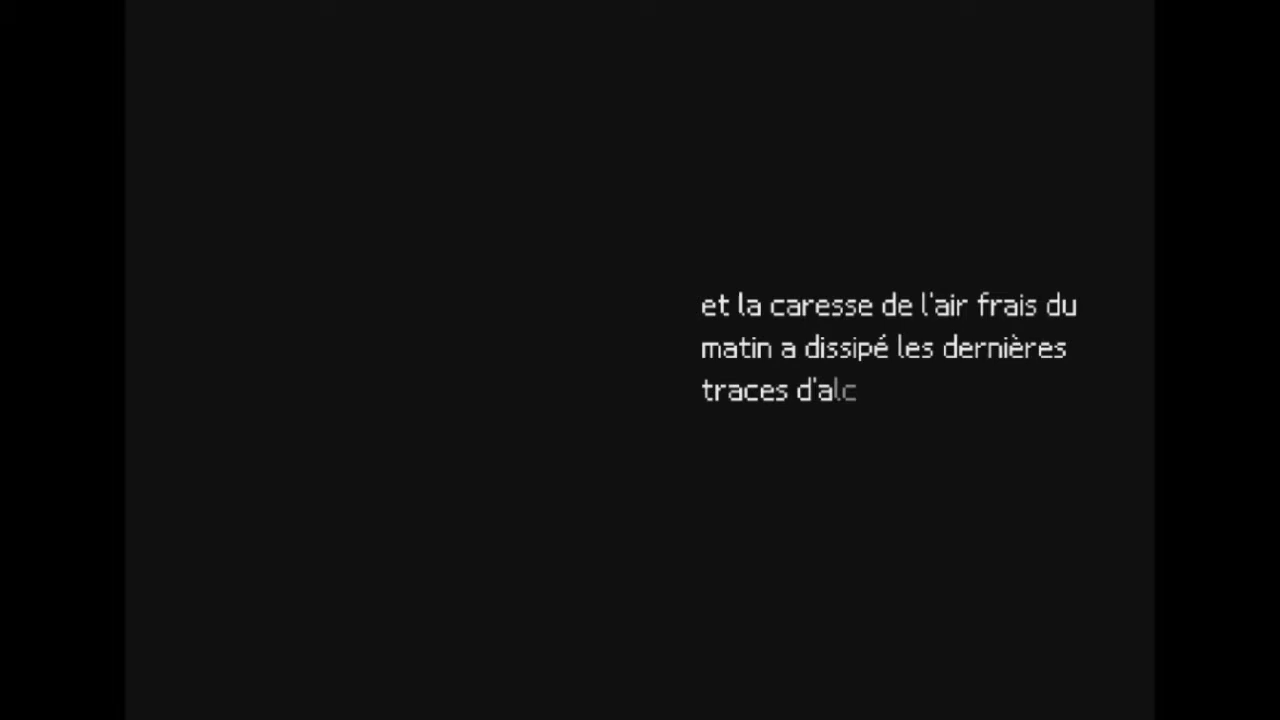 et la caresse de l'air frais du
matin a dissipé les dernières
traces d'alc